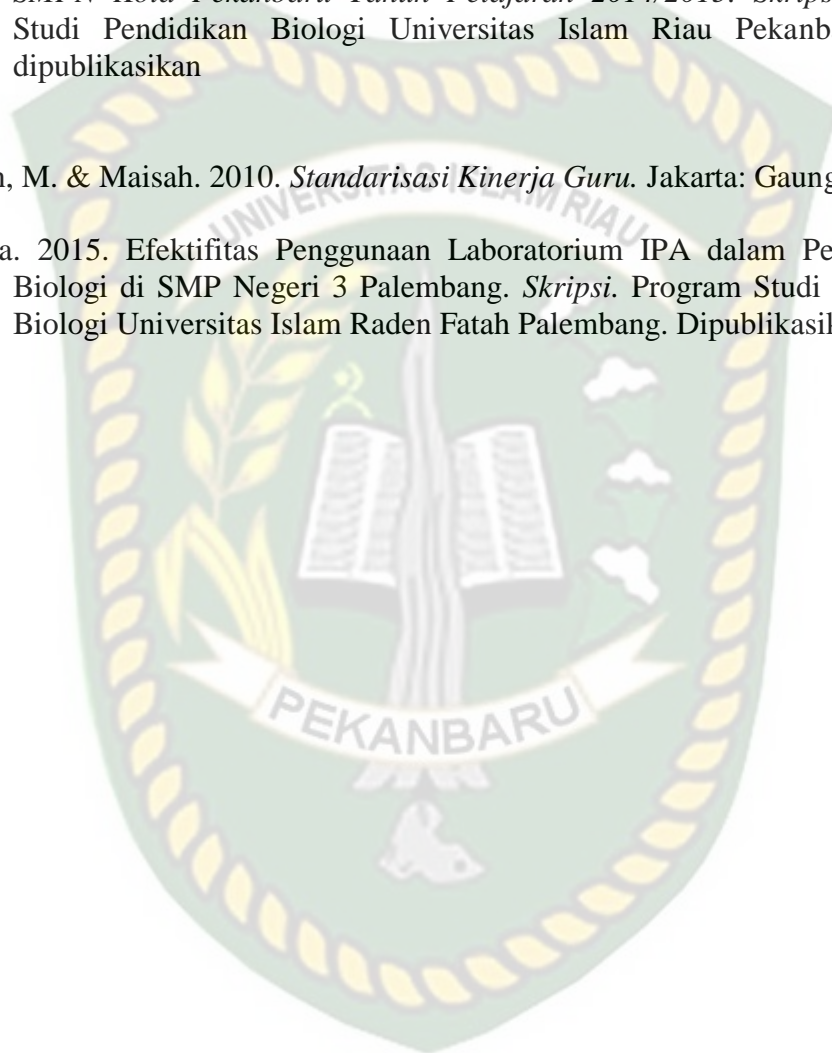 SMPN Kota Pekanbaru Tahun Pelajaran 2014/2015. Skrips
Studi Pendidikan Biologi Universitas Islam Riau Pekanb
dipublikasikan
, M. & Maisah. 2010. Standarisasi Kinerja Guru. Jakarta: Gaung
a. 2015. Efektifitas Penggunaan Laboratorium IPA dalam Pe
Biologi di SMP Negeri 3 Palembang. Skripsi. Program Studi
Biologi Universitas Islam Raden Fatah Palembang. Dipublikasik
UNIVERSITAS ISLAM RIAU
PEKANBARU